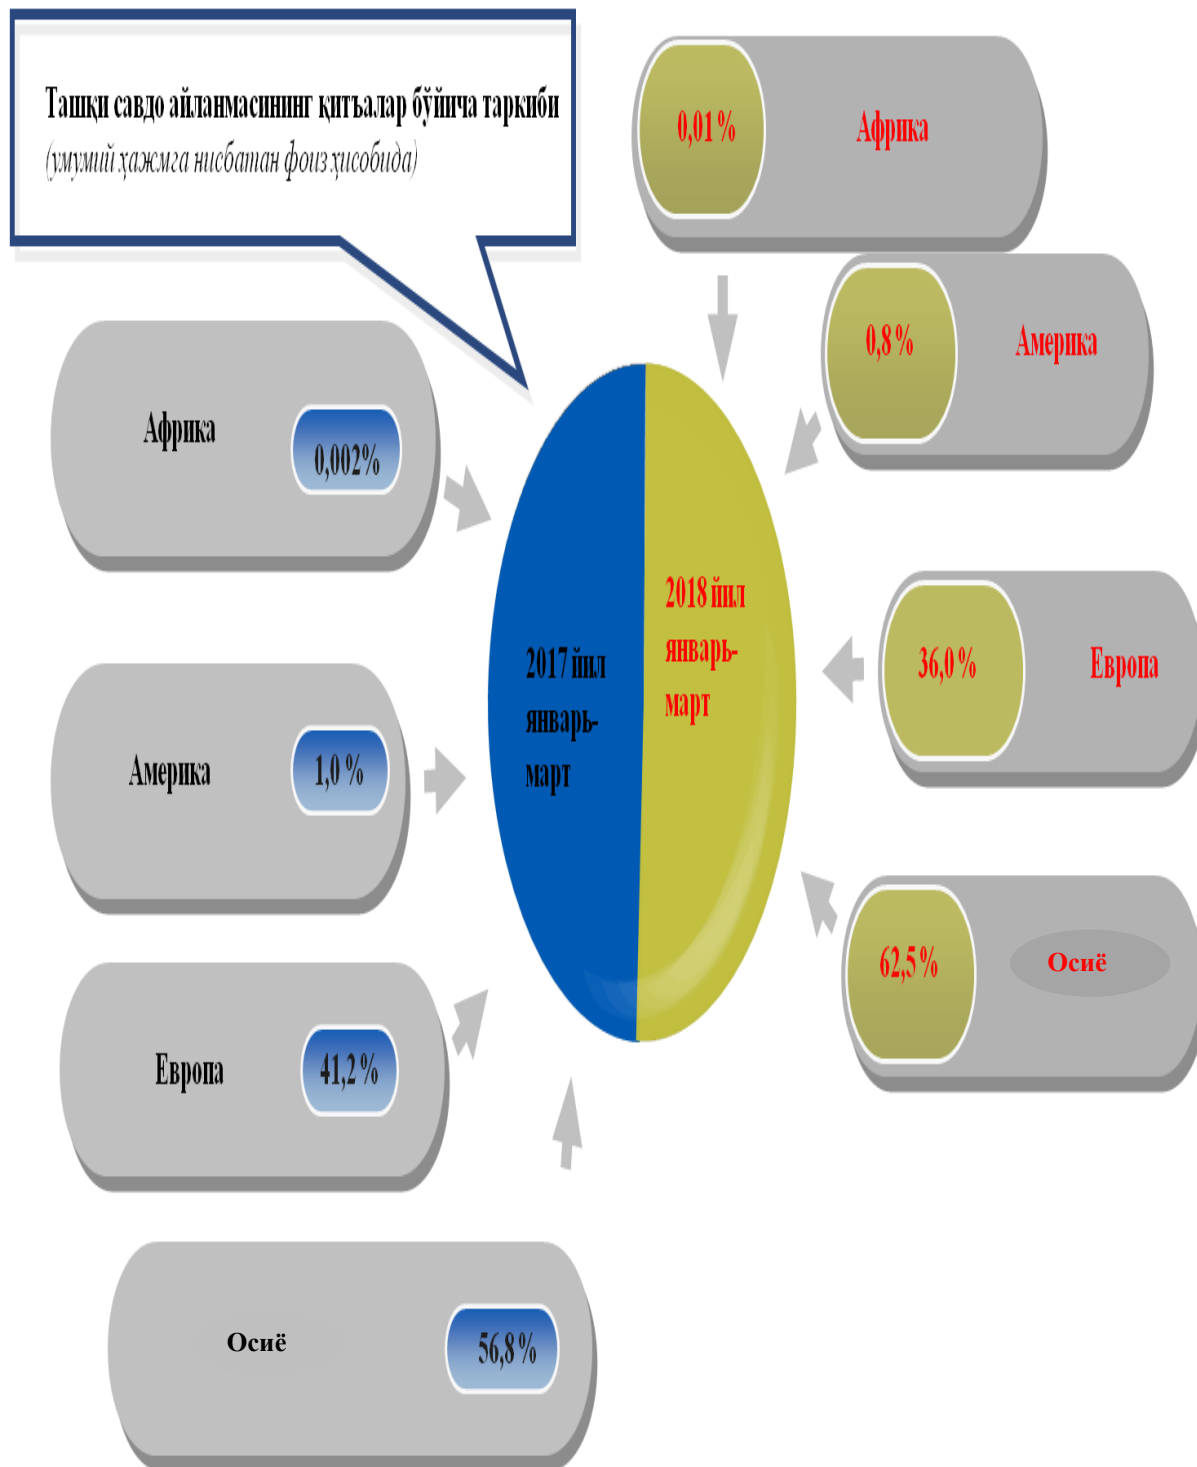 Ташқи савдо айланмасининг қитъалар бўйича таркиби
(умумий ҳажмга нисбатан фоиз ҳисобида)
0,01 %
Африка
0,8 %
Америка
Африка
0,002%
2018 йил
январь-
март
36,0 %
Европа
2017 йил
январь-
март
Америка
1,0 %
62,5 %
Осиё
Европа
41,2 %
Осиё
56,8 %